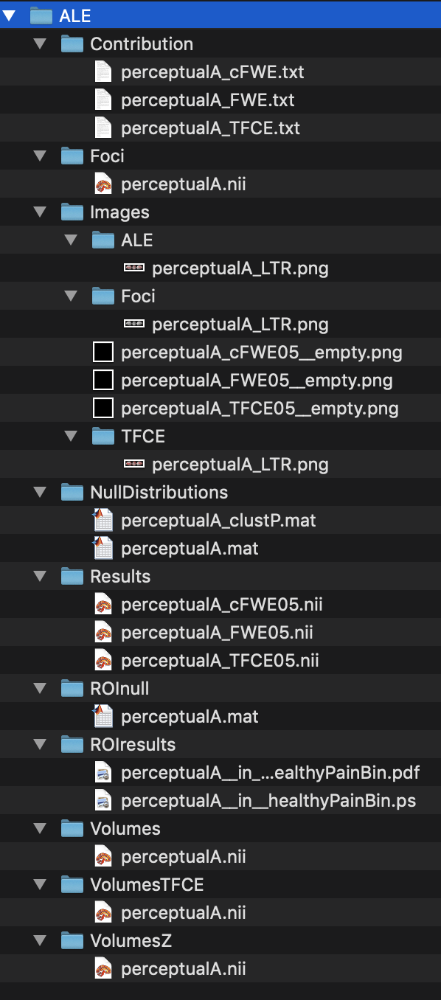 ALE
Contribution
perceptualA_cFWE.txt
perceptualA_FWE.txt
perceptualA_TFCE.txt
Foci
perceptualA.nii
Images
ALE
perceptualA_LTR.png
Foci
perceptualA_LTR.png
perceptualA_cFWE05__empty.png
perceptualA_FWE05__empty.png
perceptualA_TFCE05__empty.png
TFCE
perceptualA_LTR.png
NullDistributions
perceptualA_clustP.mat
perceptualA.mat
Results
perceptualA_cFWE05.nii
perceptualA_FWE05.nii
perceptualA_TFCE05.nii
ROInull
perceptualA.mat
ROIresults
perceptualA__in_...ealthyPainBin.pdf
perceptualA__in__healthyPainBin.ps
Volumes
perceptualA.nii
VolumesTFCE
perceptualA.nii
VolumesZ
perceptualA.nii